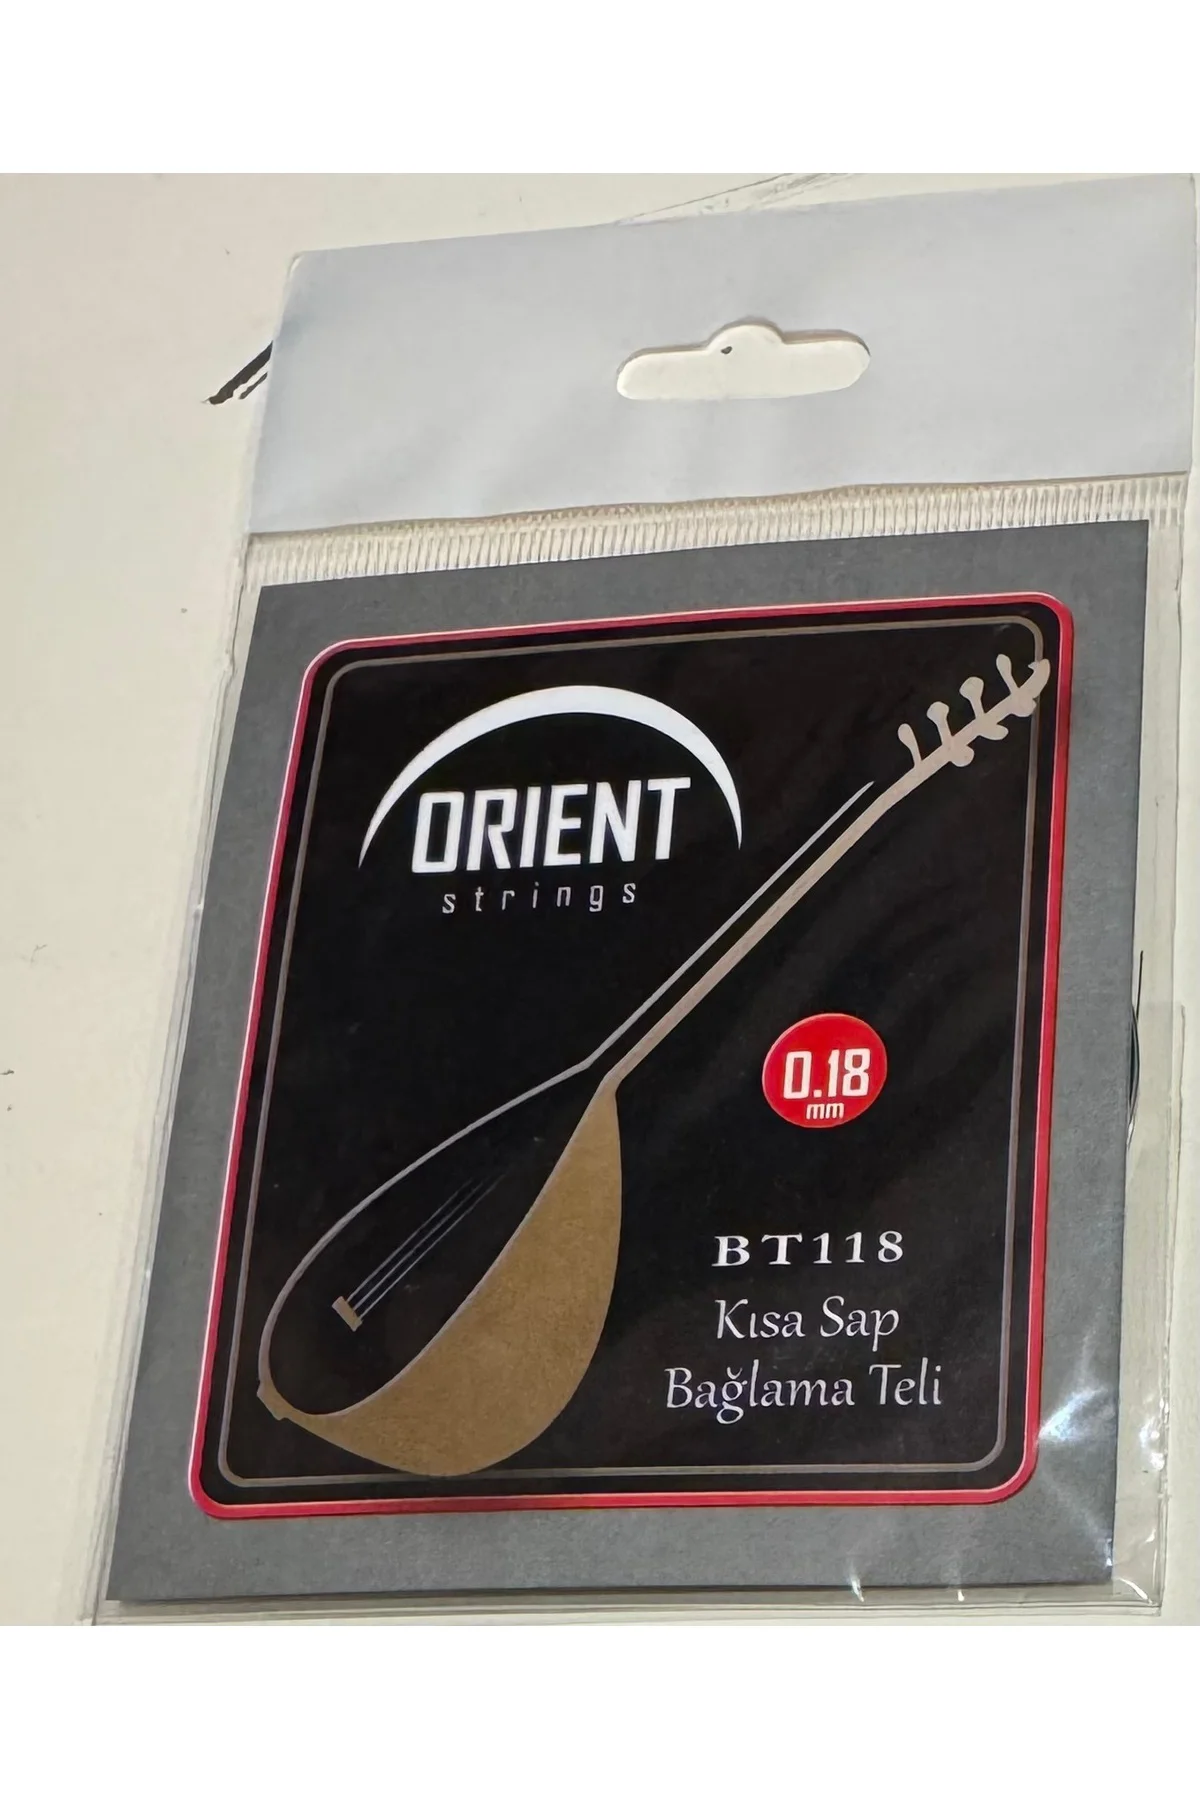 ORIENT
strings
0.18
mm
BT118
Kısa Sap
Bağlama Teli